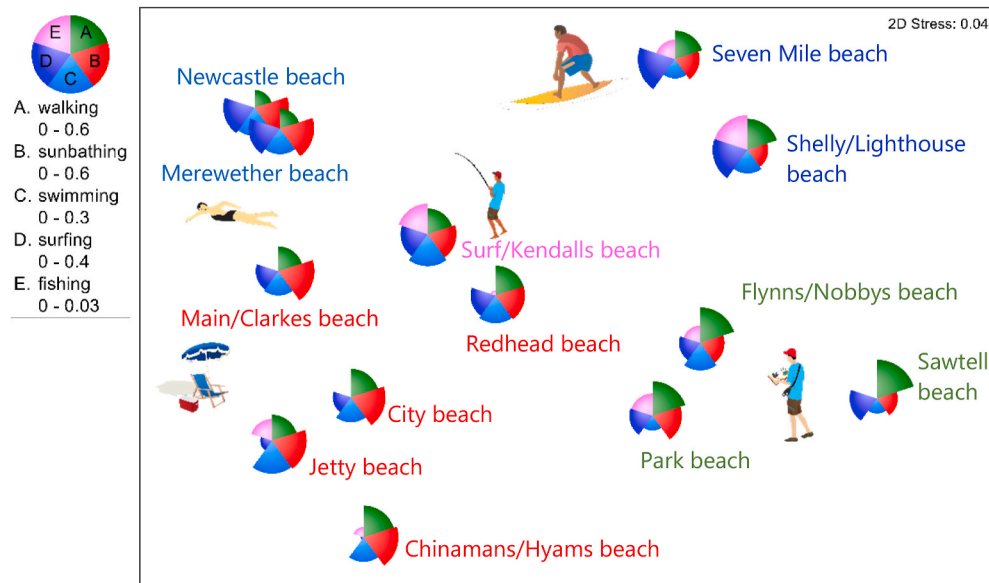 E A
D B
C
A. walking
0 - 0.6
B. sunbathing
0 - 0.6
C. swimming
0 - 0.3
D. surfing
0 - 0.4
E. fishing
0 - 0.03
2D Stress: 0.04
Seven Mile beach
Newcastle beach
Shelly/Lighthouse
beach
Merewether beach
Surf/Kendalls beach
Flynns/Nobbys beach
Main/Clarkes beach
Redhead beach
Sawtell
beach
City beach
Park beach
Jetty beach
Chinamans/Hyams beach